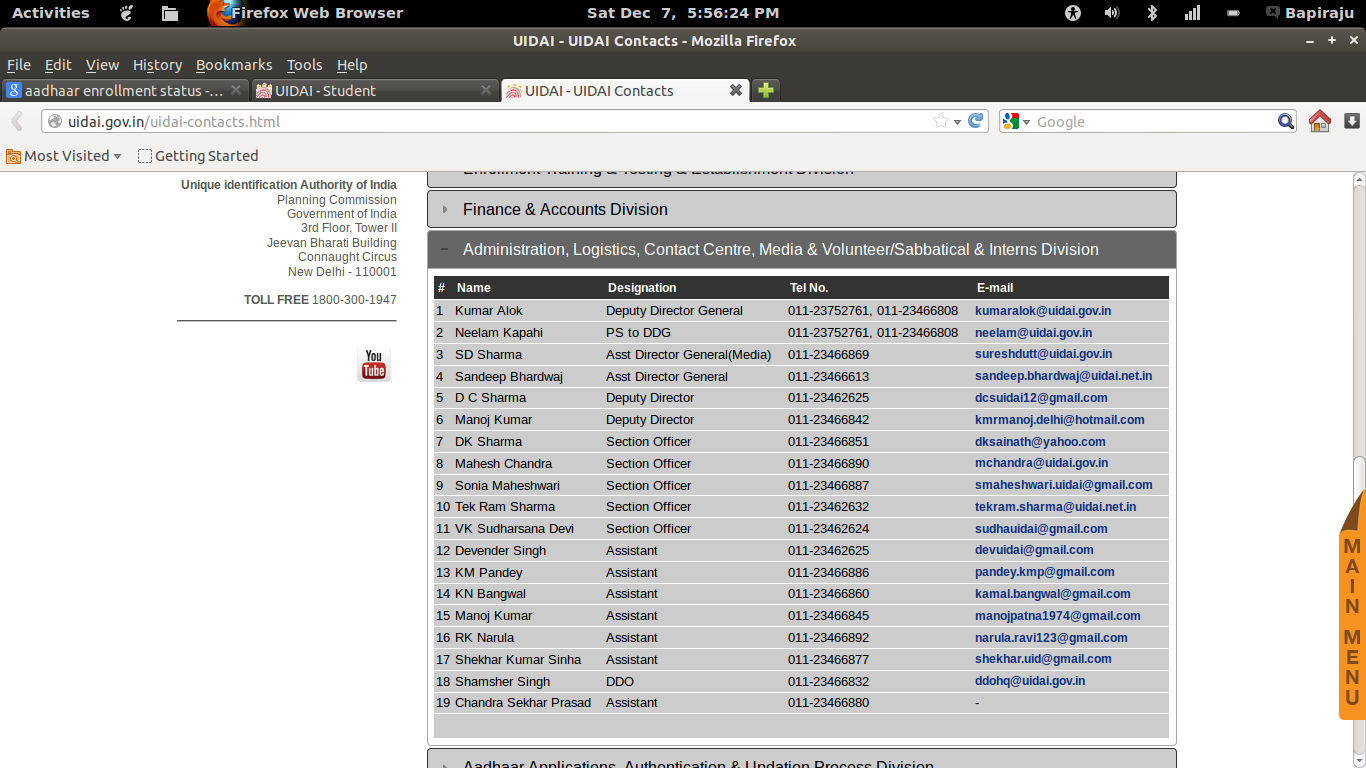 Activities Firefox Web Browser Sat Dec 7, 5:56:24 PM Bapiraju
UIDAI - UIDAI Contacts - Mozilla Firefox
File Edit View History Bookmarks Tools Help
aadhaar enrollment status -... UIDAI - Student UIDAI - UIDAI Contacts
uidai.gov.in/uidai-contacts.html Google
Most Visited Getting Started
Unique identification Authority of India
Planning Commission
Government of India
3rd Floor, Tower II
Jeevan Bharati Building
Connaught Circus
New Delhi - 110001
TOLL FREE 1800-300-1947
You
Tube
Enrollment Training & Testing & Establishment Division
Finance & Accounts Division
Administration, Logistics, Contact Centre, Media & Volunteer/Sabbatical & Interns Division
# Name Designation Tel No. E-mail
1 Kumar Alok Deputy Director General 011-23752761, 011-23466808 kumaralok@uidai.gov.in
2 Neelam Kapahi PS to DDG 011-23752761, 011-23466808 neelam@uidai.gov.in
3 SD Sharma Asst Director General(Media) 011-23466869 sureshdutt@uidai.gov.in
4 Sandeep Bhardwaj Asst Director General 011-23466613 sandeep.bhardwaj@uidai.net.in
5 D C Sharma Deputy Director 011-23462625 dcsuidai12@gmail.com
6 Manoj Kumar Deputy Director 011-23466842 kmrmanoj.delhi@hotmail.com
7 DK Sharma Section Officer 011-23466851 dksainath@yahoo.com
8 Mahesh Chandra Section Officer 011-23466890 mchandra@uidai.gov.in
9 Sonia Maheshwari Section Officer 011-23466887 smaheshwari.uidai@gmail.com
10 Tek Ram Sharma Section Officer 011-23462632 tekram.sharma@uidai.net.in
11 VK Sudharsana Devi Section Officer 011-23462624 sudhauidai@gmail.com
12 Devender Singh Assistant 011-23462625 devuidai@gmail.com
13 KM Pandey Assistant 011-23466886 pandey.kmp@gmail.com
14 KN Bangwal Assistant 011-23466860 kamal.bangwal@gmail.com
15 Manoj Kumar Assistant 011-23466845 manojpatna1974@gmail.com
16 RK Narula Assistant 011-23466892 narula.ravi123@gmail.com
17 Shekhar Kumar Sinha Assistant 011-23466877 shekhar.uid@gmail.com
18 Shamsher Singh DDO 011-23466832 ddohq@uidai.gov.in
19 Chandra Sekhar Prasad Assistant 011-23466880 -
Aadhaar Applications, Authentication & Updation Process Division
MAIN MENU